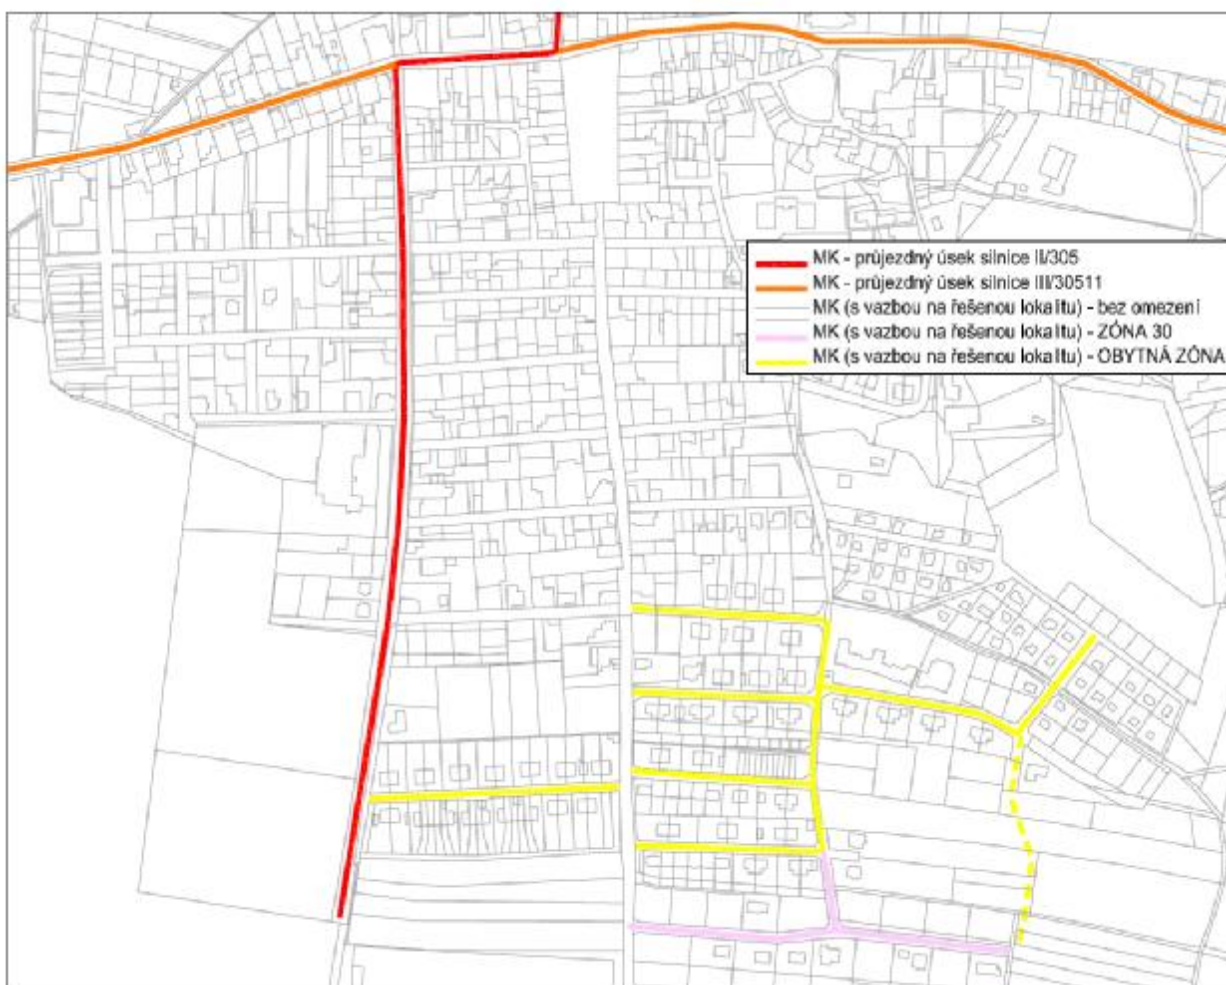 MK - průjezdný úsek silnice II/305
MK - průjezdný úsek silnice III/30511
MK (s vazbou na řešenou lokalitu) - bez omezení
MK (s vazbou na řešenou lokalitu) - ZÓNA 30
MK (s vazbou na řešenou lokalitu) - OBYTNÁ ZÓNA